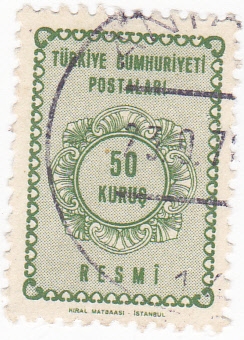 TÜRKİYE CUMHURİYETİ
POSTALARI
50
KURUŞ
RESMİ
KIRAL MATBAASI - İSTANBUL